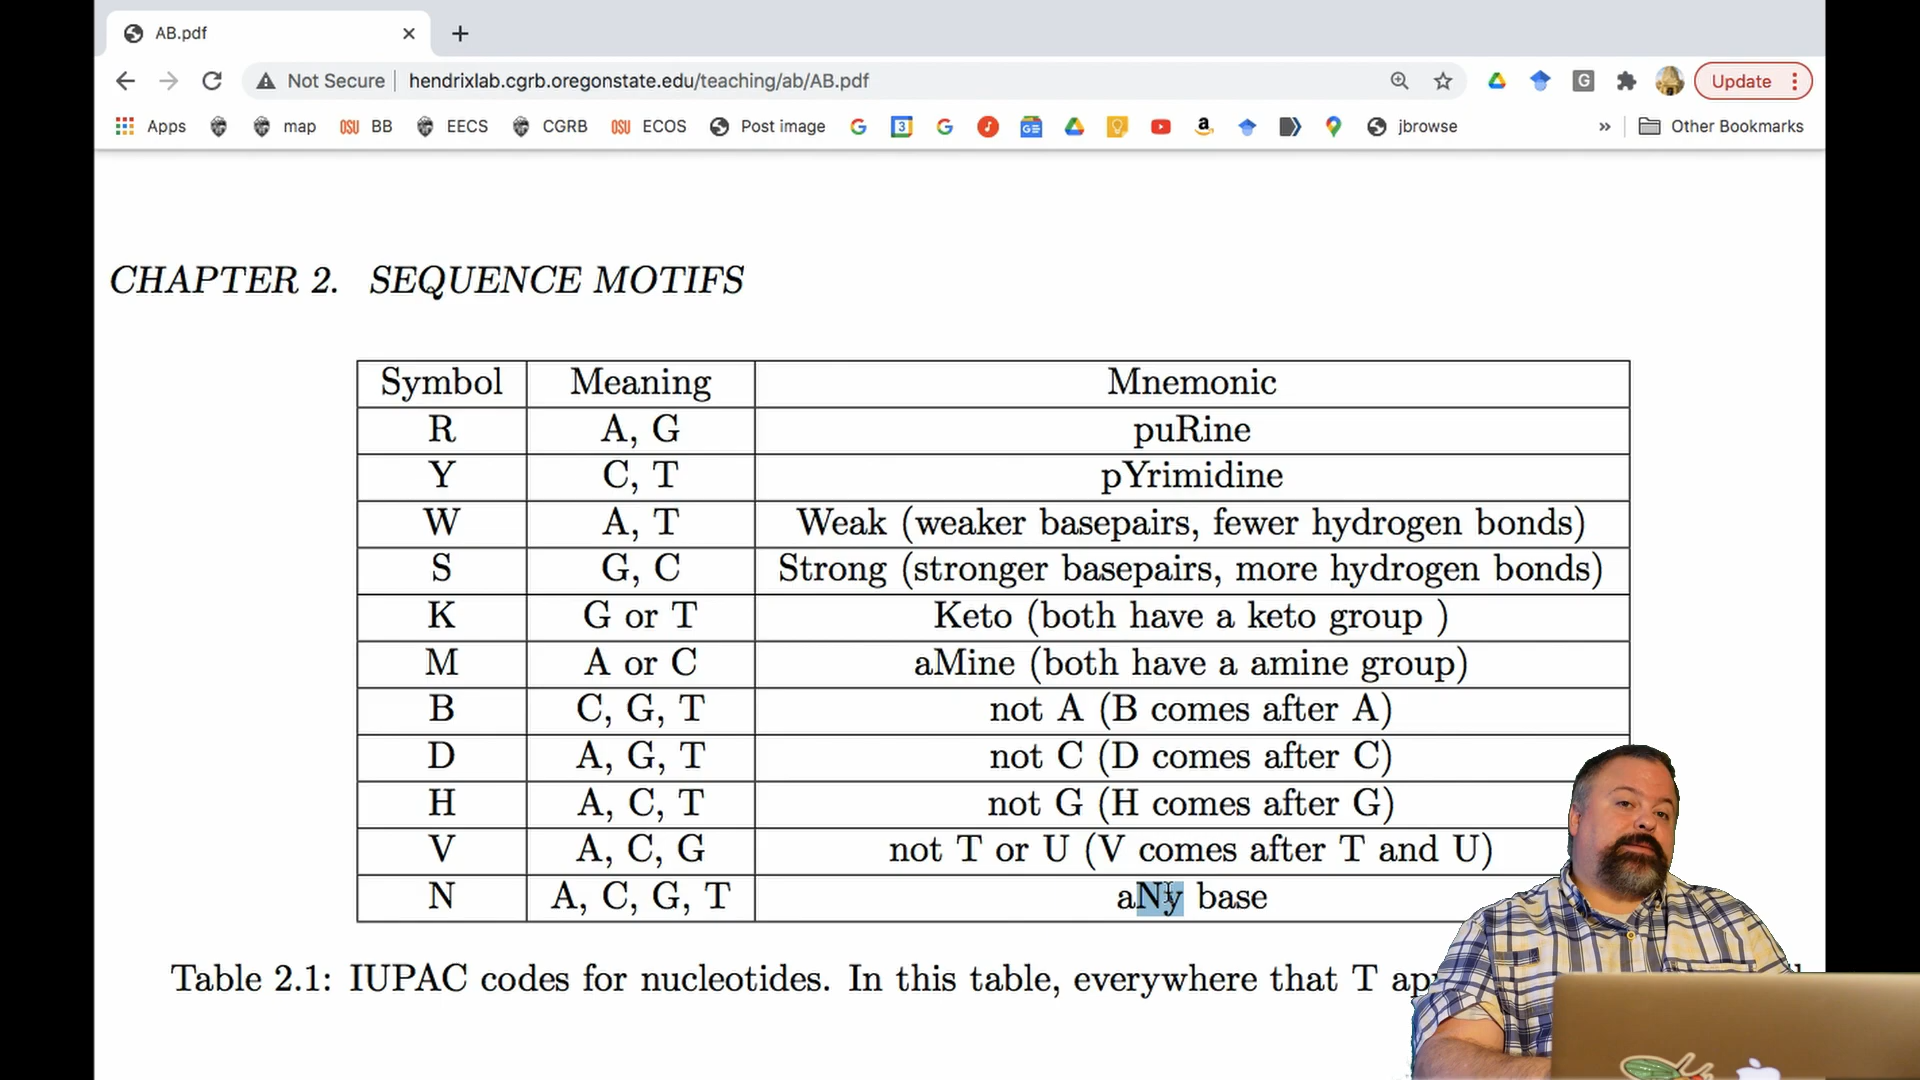 AB.pdf
Not Secure hendrixlab.cgrb.oregonstate.edu/teaching/ab/AB.pdf Update
Apps map OSU BB EECS CGRB OSU ECOS Post image jbrowse » Other Bookmarks
CHAPTER 2. SEQUENCE MOTIFS
Symbol Meaning Mnemonic
R A, G puRine
Y C, T pYrimidine
W A, T Weak (weaker basepairs, fewer hydrogen bonds)
S G, C Strong (stronger basepairs, more hydrogen bonds)
K G or T Keto (both have a keto group )
M A or C aMine (both have a amine group)
B C, G, T not A (B comes after A)
D A, G, T not C (D comes after C)
H A, C, T not G (H comes after G)
V A, C, G not T or U (V comes after T and U)
N A, C, G, T aNy base
Table 2.1: IUPAC codes for nucleotides. In this table, everywhere that T